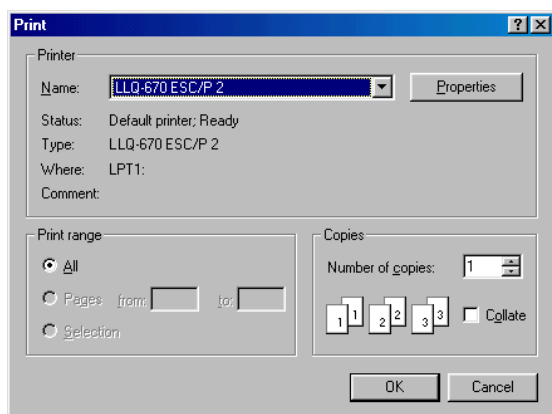 Print
Printer
Name: LLQ-670 ESC/P 2 Properties
Status: Default printer; Ready
Type: LLQ-670 ESC/P 2
Where: LPT1:
Comment:
Print range
All
Pages from: to:
Selection
Copies
Number of copies: 1
1 1 2 2 3 3 Collate
OK Cancel